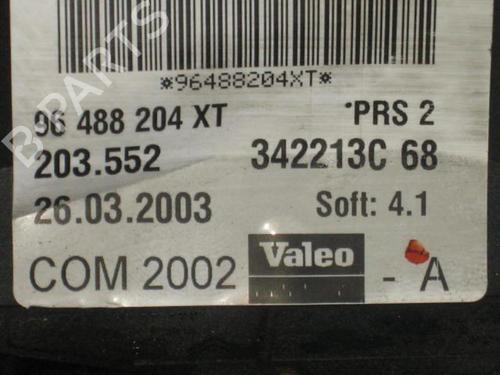 *96488204XT*
96 488 204 XT
PRS 2
203.552
342213C 68
26.03.2003
Soft: 4.1
COM 2002
Valeo
- A
B-PARTS